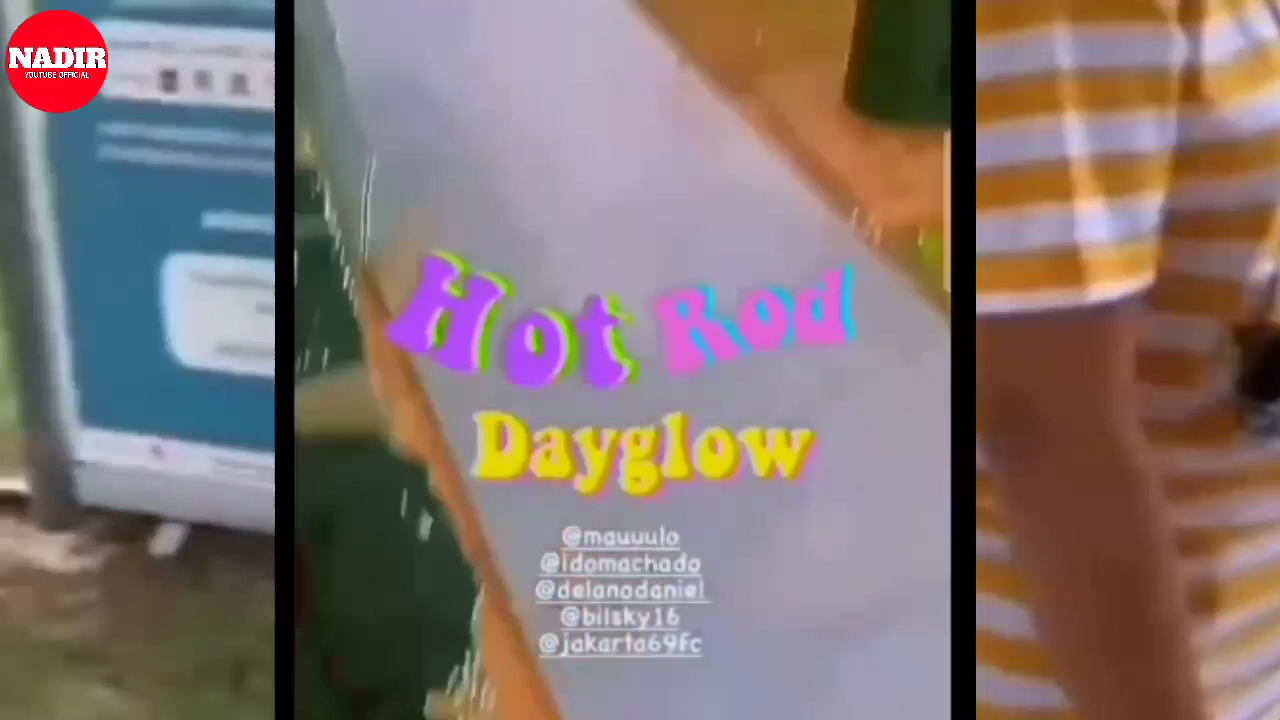 NADIR
YOUTUBE OFFICIAL
Hot Rod
Dayglow
@mauuulo
@idomachado
@delanodaniel
@bilsky16
@jakarta69fc